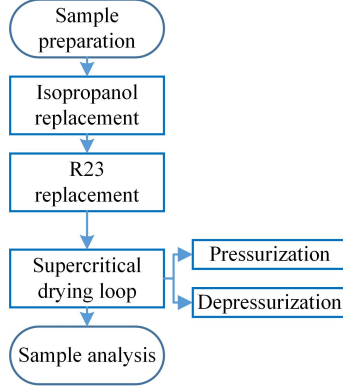 Sample
preparation
Isopropanol
replacement
R23
replacement
Supercritical
drying loop
Pressurization
Depressurization
Sample analysis